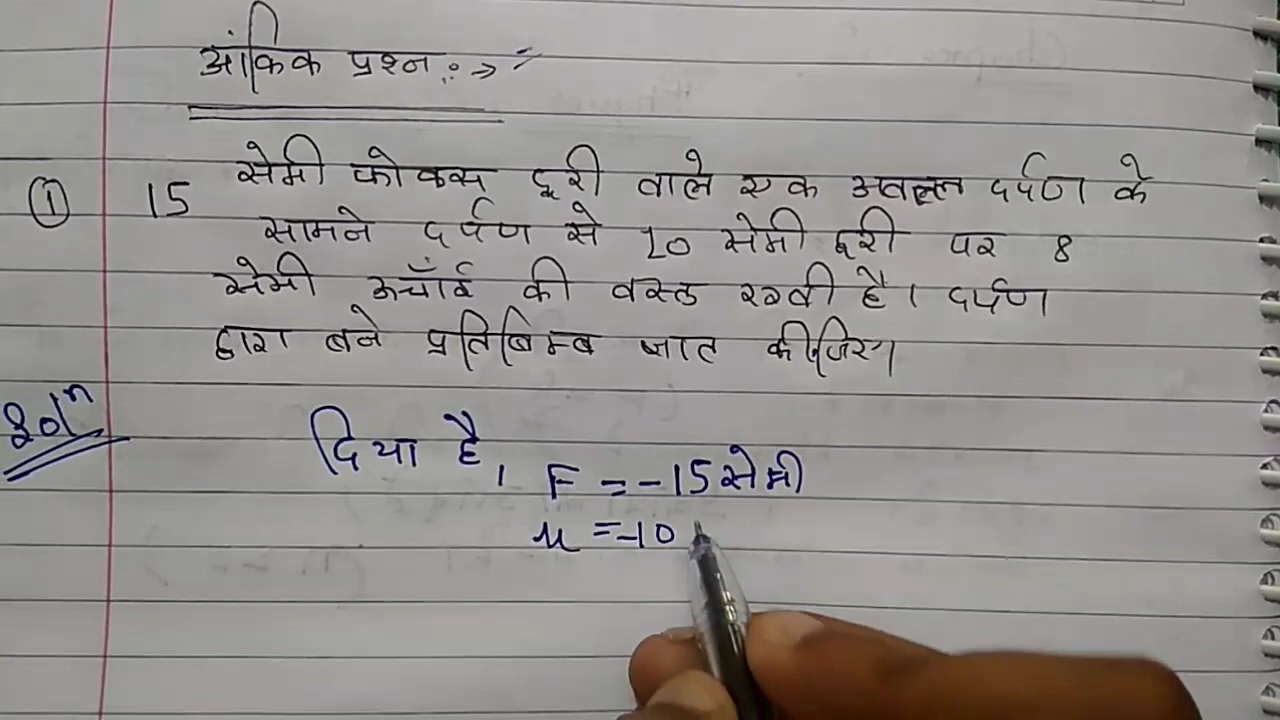 आंकिक प्रश्न :→
① 15 सेमी फोकस दूरी वाले एक अवतल दर्पण के
सामने दर्पण से 10 सेमी दूरी पर 8
सेमी ऊचाँई की वस्तु रखी है। दर्पण
द्वारा बने प्रतिबिम्ब ज्ञात कीजिए।
Solⁿ दिया है, F = -15 सेमी
u = -10